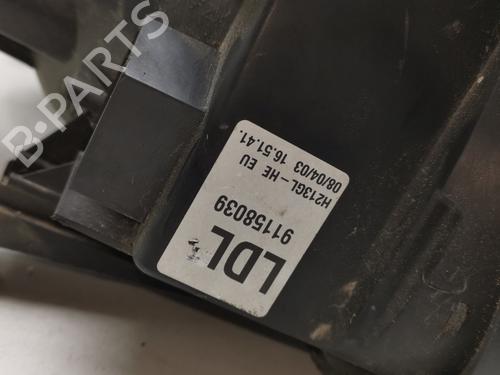 B-PARTS
LDL
91158039
H213GL-HE EU
08/04/03 16.51.41.